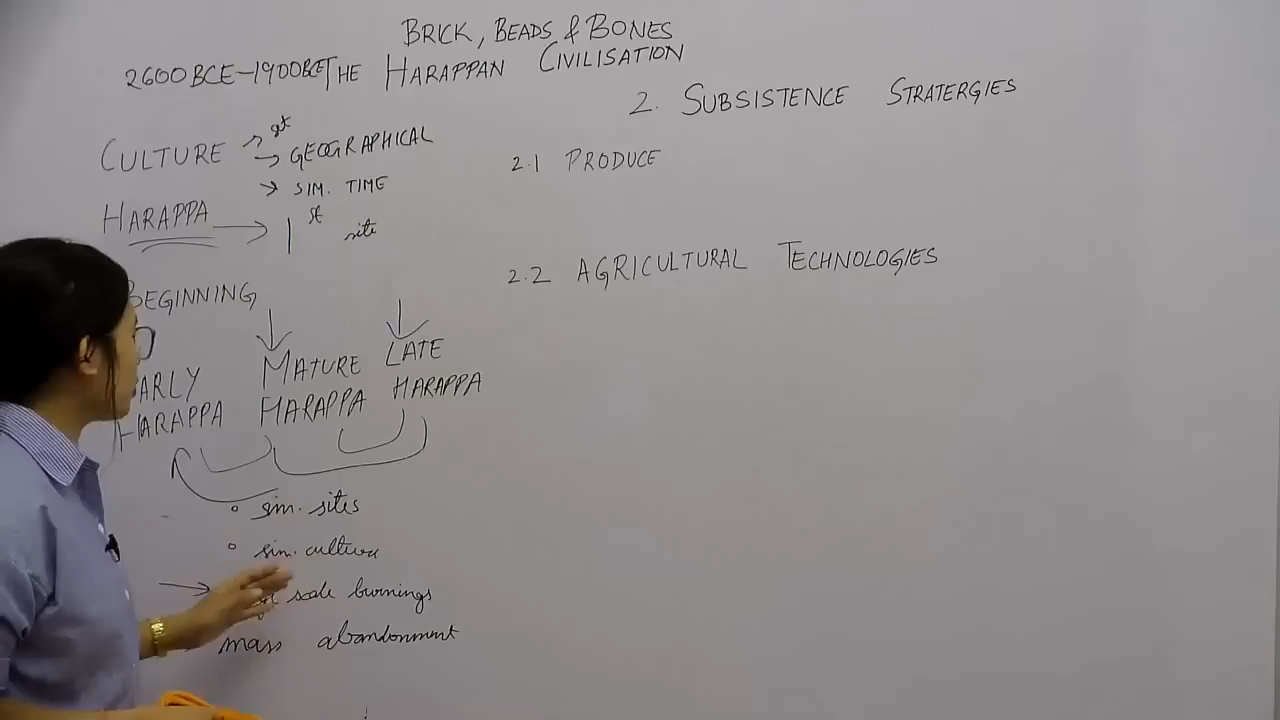 BRICK, BEADS & BONES
2600BCE-1900BCE THE HARAPPAN CIVILISATION
CULTURE
GEOGRAPHICAL
SIM. TIME
HARAPPA → 1st site
BEGINNING
EARLY HARAPPA
MATURE HARAPPA
LATE HARAPPA
sim. sites
sim. culture
scale burnings
mass abandonment
2. SUBSISTENCE STRATERGIES
2.1 PRODUCE
2.2 AGRICULTURAL TECHNOLOGIES